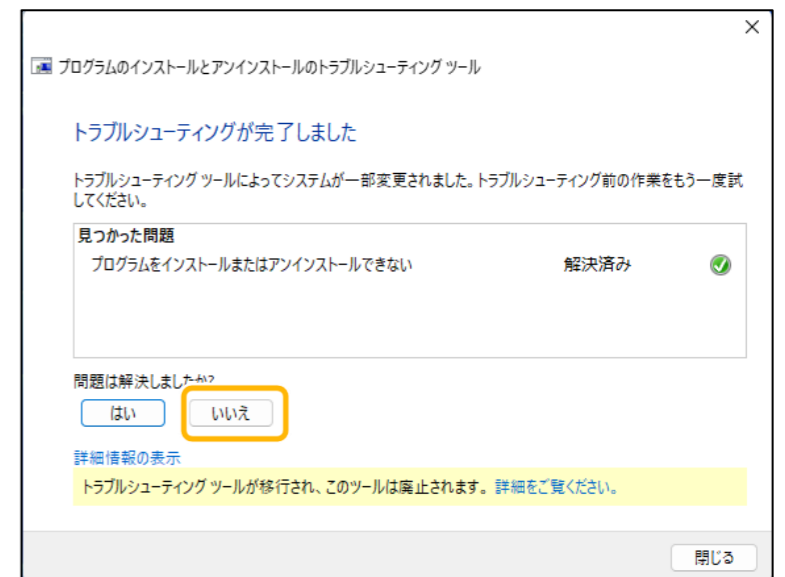 プログラムのインストールとアンインストールのトラブルシューティング ツール
トラブルシューティングが完了しました
トラブルシューティング ツールによってシステムが一部変更されました。トラブルシューティング前の作業をもう一度試
してください。
見つかった問題
プログラムをインストールまたはアンインストールできない 解決済み
問題は解決しましたか?
はい いいえ
詳細情報の表示
トラブルシューティング ツールが移行され、このツールは廃止されます。 詳細をご覧ください。
閉じる